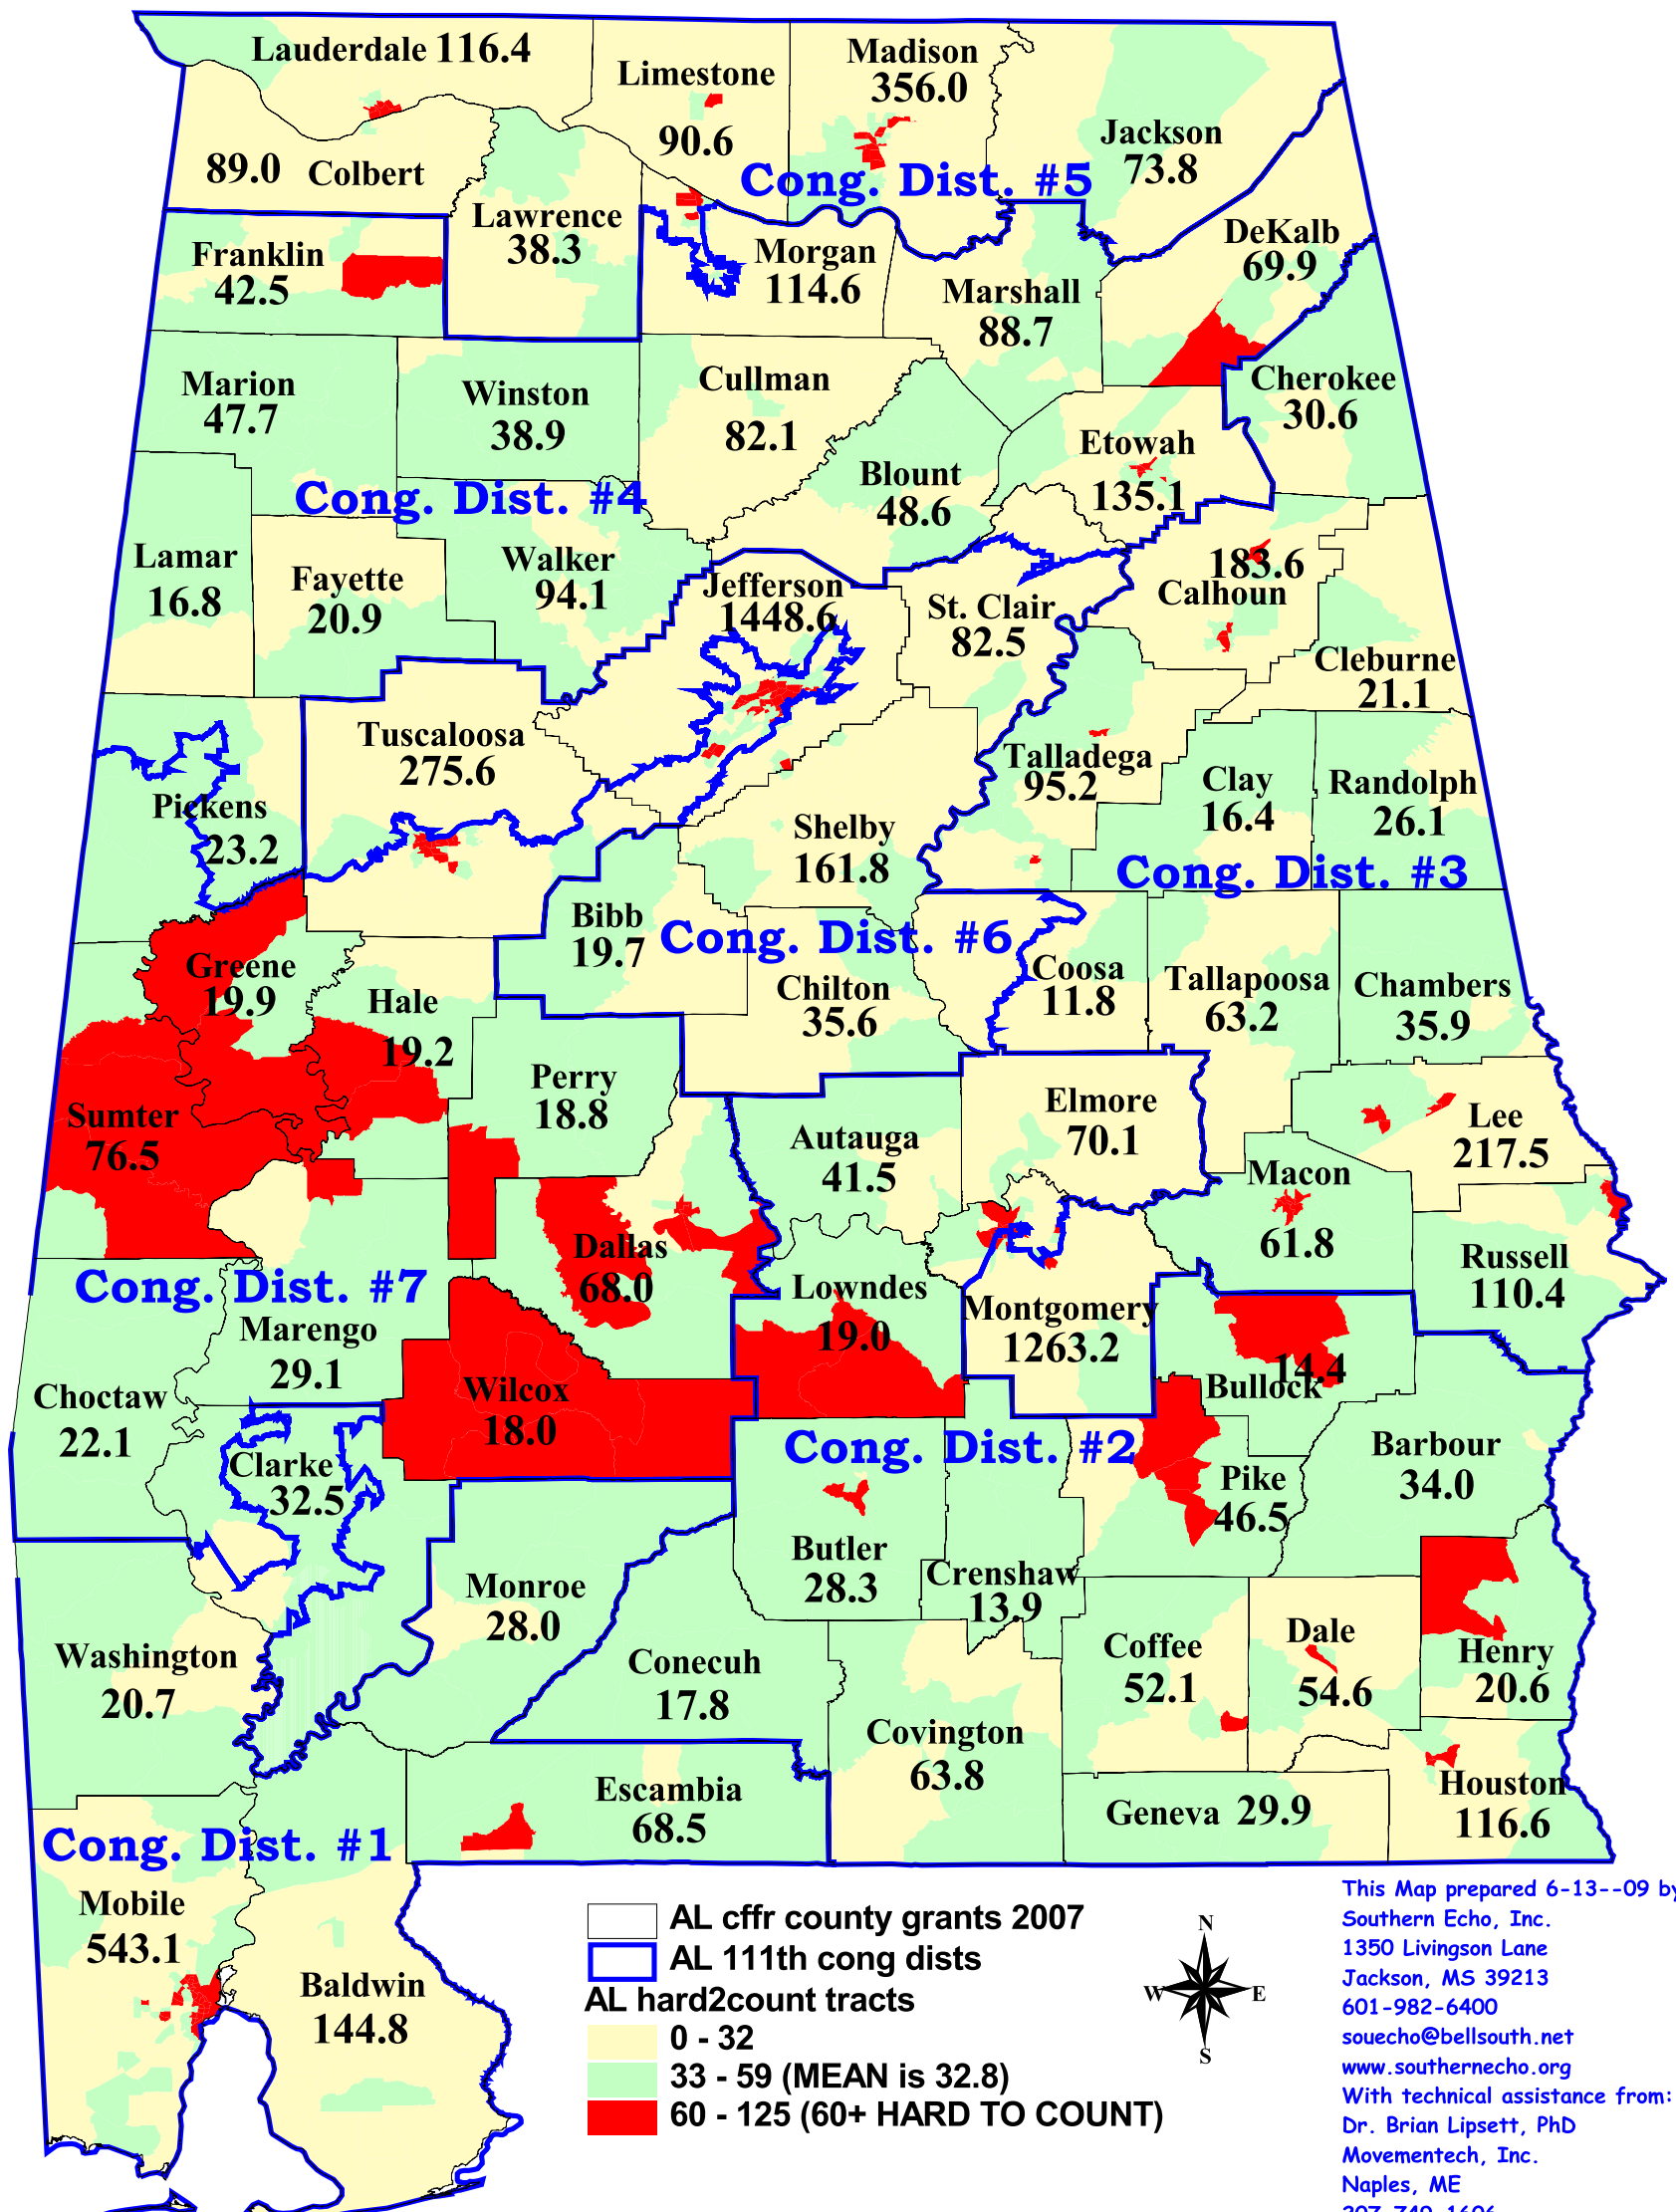 Lauderdale 116.4
Limestone
90.6
Madison
356.0
Jackson
73.8
89.0 Colbert
Cong. Dist. #5
Lawrence
38.3
Franklin
42.5
Morgan
114.6
DeKalb
69.9
Marshall
88.7
Marion
47.7
Winston
38.9
Cullman
82.1
Cherokee
30.6
Etowah
135.1
Blount
48.6
Cong. Dist. #4
Lamar
16.8
Fayette
20.9
Walker
94.1
Jefferson
1448.6
St. Clair
82.5
183.6
Calhoun
Cleburne
21.1
Tuscaloosa
275.6
Talladega
95.2
Clay
16.4
Randolph
26.1
Pickens
23.2
Shelby
161.8
Cong. Dist. #3
Bibb
19.7
Cong. Dist. #6
Greene
19.9
Hale
19.2
Chilton
35.6
Coosa
11.8
Tallapoosa
63.2
Chambers
35.9
Sumter
76.5
Perry
18.8
Autauga
41.5
Elmore
70.1
Lee
217.5
Macon
61.8
Dallas
68.0
Lowndes
19.0
Montgomery
1263.2
Russell
110.4
Cong. Dist. #7
Marengo
29.1
14.4
Bullock
Choctaw
22.1
Wilcox
18.0
Cong. Dist. #2
Clarke
32.5
Pike
46.5
Barbour
34.0
Butler
28.3
Crenshaw
13.9
Monroe
28.0
Washington
20.7
Conecuh
17.8
Coffee
52.1
Dale
54.6
Henry
20.6
Covington
63.8
Escambia
68.5
Geneva 29.9
Houston
116.6
Cong. Dist. #1
Mobile
543.1
Baldwin
144.8
AL cffr county grants 2007
AL 111th cong dists
AL hard2count tracts
0 - 32
33 - 59 (MEAN is 32.8)
60 - 125 (60+ HARD TO COUNT)
N
W E
S
This Map prepared 6-13--09 by
Southern Echo, Inc.
1350 Livingson Lane
Jackson, MS 39213
601-982-6400
souecho@bellsouth.net
www.southernecho.org
With technical assistance from:
Dr. Brian Lipsett, PhD
Movementech, Inc.
Naples, ME